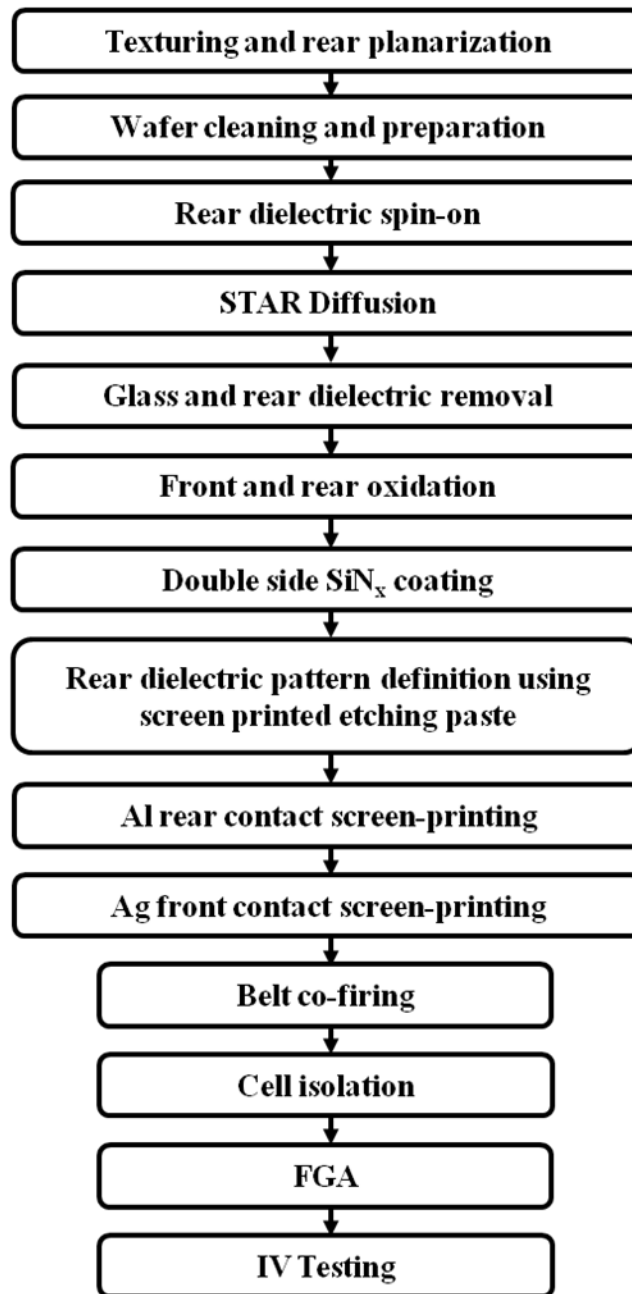 Texturing and rear planarization
Wafer cleaning and preparation
Rear dielectric spin-on
STAR Diffusion
Glass and rear dielectric removal
Front and rear oxidation
Double side SiNₓ coating
Rear dielectric pattern definition using
screen printed etching paste
Al rear contact screen-printing
Ag front contact screen-printing
Belt co-firing
Cell isolation
FGA
IV Testing